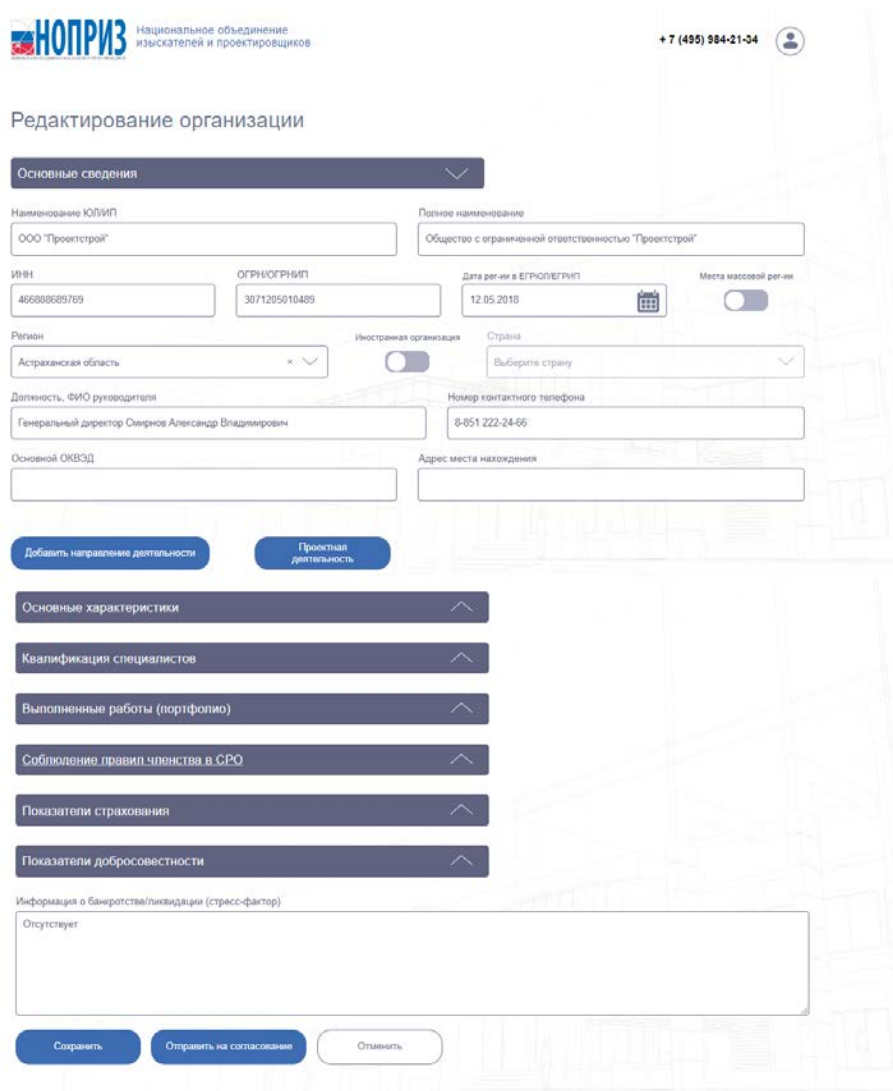 НОПРИЗ
Национальное объединение
изыскателей и проектировщиков
+ 7 (495) 984-21-34
Редактирование организации
Основные сведения
Наименование ЮЛ/ИП Полное наименование
ООО "Проектстрой" Общество с ограниченной ответственностью "Проектстрой"
ИНН ОГРН/ОГРНИП Дата рег-ии в ЕГРЮЛ/ЕГРИП Места массовой рег-ии
466808689769 3071205010489 12.05.2018
Регион Иностранная организация Страна
Астраханская область × Выберите страну
Должность, ФИО руководителя Номер контактного телефона
Генеральный директор Смирнов Александр Владимирович 8-851 222-24-66
Основной ОКВЭД Адрес места нахождения
Добавить направление деятельности Проектная
деятельность
Основные характеристики
Квалификация специалистов
Выполненные работы (портфолио)
Соблюдение правил членства в СРО
Показатели страхования
Показатели добросовестности
Информация о банкротстве/ликвидации (стресс-фактор)
Отсутствует
Сохранить Отправить на согласование Отменить